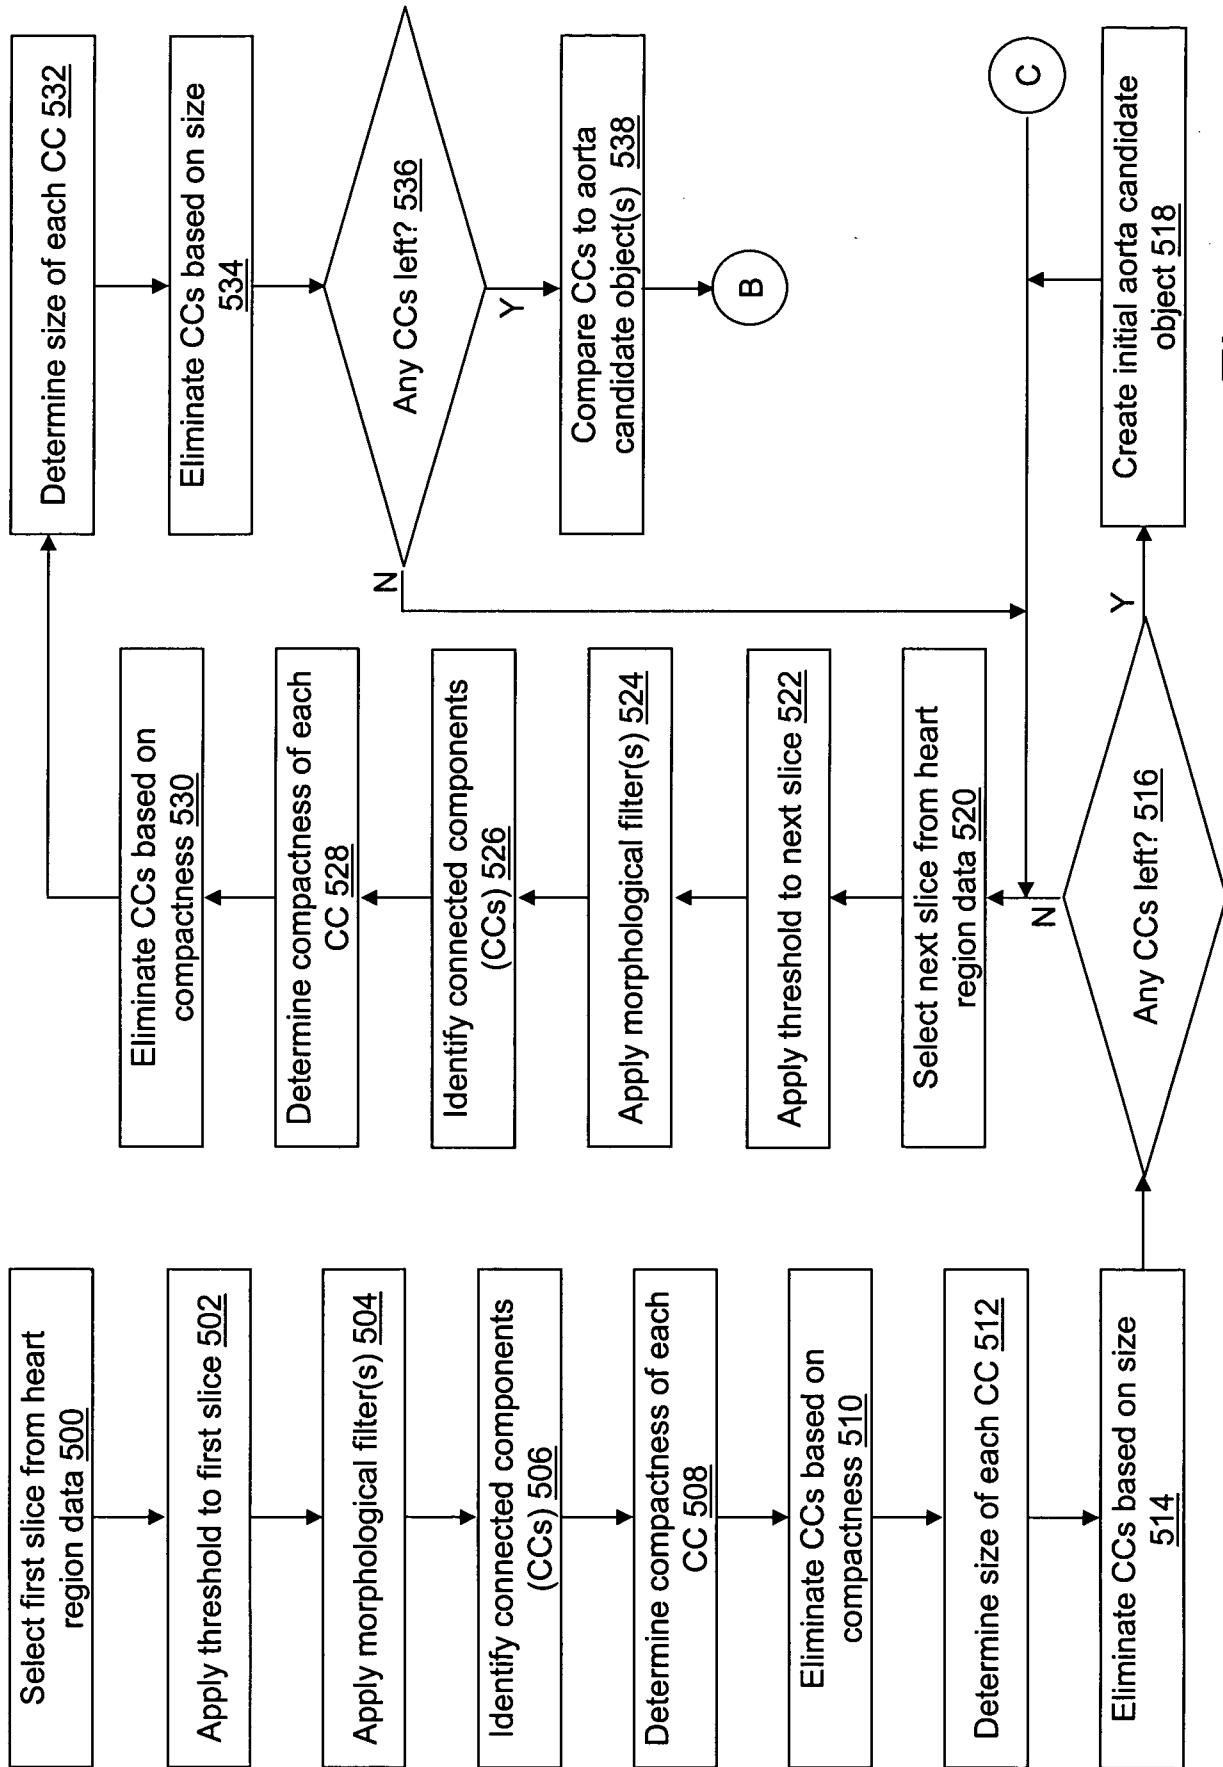 Select first slice from heart
region data 500
Apply threshold to first slice 502
Apply morphological filter(s) 504
Identify connected components
(CCs) 506
Determine compactness of each
CC 508
Eliminate CCs based on
compactness 510
Determine size of each CC 512
Eliminate CCs based on size
514
Any CCs left? 516
N
Y
Create initial aorta candidate
object 518
Select next slice from heart
region data 520
Apply threshold to next slice 522
Apply morphological filter(s) 524
Identify connected components
(CCs) 526
Determine compactness of each
CC 528
Eliminate CCs based on
compactness 530
Determine size of each CC 532
Eliminate CCs based on size
534
Any CCs left? 536
N
Y
Compare CCs to aorta
candidate object(s) 538
B
C